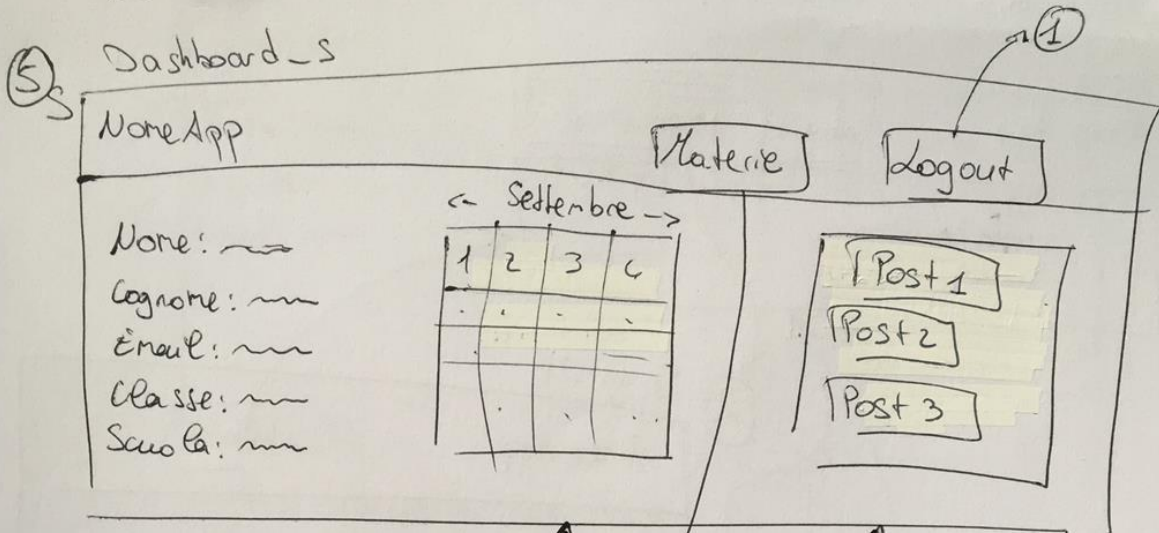 5s Dashboard_s
1
NomeApp
Materie
Logout
<- Settembre ->
Nome:
Cognome:
Email:
Classe:
Scuola:
1 2 3 4
Post 1
Post 2
Post 3